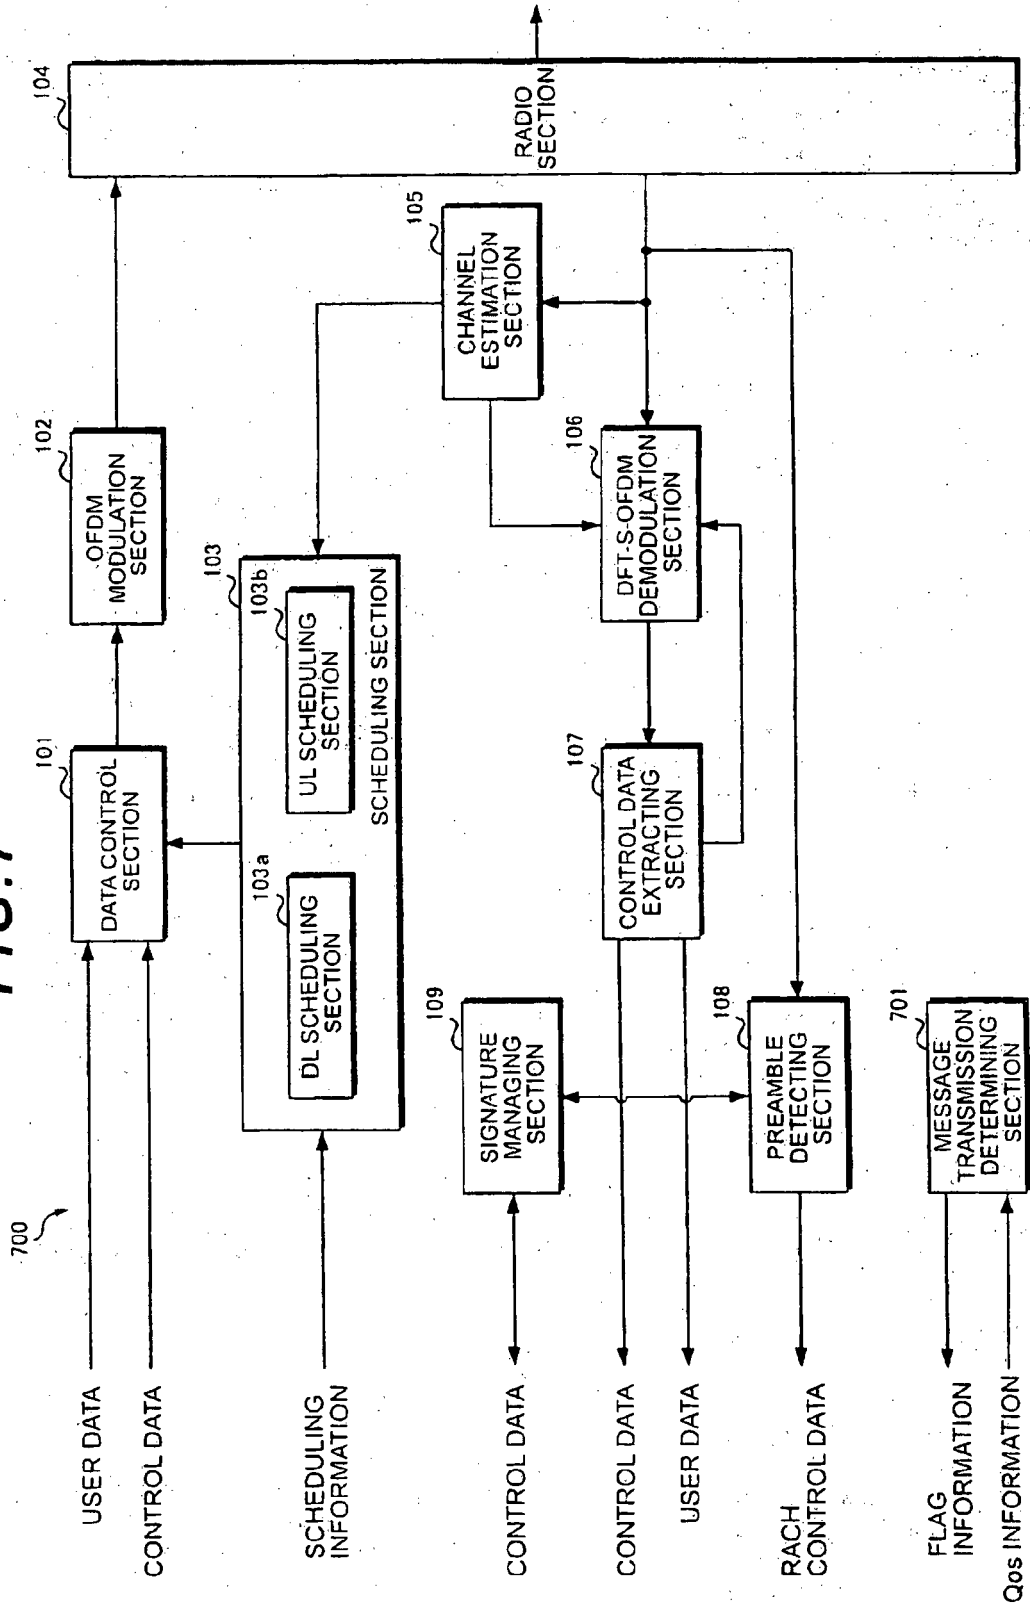 FIG.7
700
USER DATA
CONTROL DATA
101
DATA CONTROL
SECTION
102
OFDM
MODULATION
SECTION
104
RADIO
SECTION
SCHEDULING
INFORMATION
103
103a
DL SCHEDULING
SECTION
103b
UL SCHEDULING
SECTION
SCHEDULING SECTION
105
CHANNEL
ESTIMATION
SECTION
CONTROL DATA
109
SIGNATURE
MANAGING
SECTION
CONTROL DATA
USER DATA
107
CONTROL DATA
EXTRACTING
SECTION
106
DFT-S-OFDM
DEMODULATION
SECTION
RACH
CONTROL DATA
108
PREAMBLE
DETECTING
SECTION
FLAG
INFORMATION
Qos INFORMATION
701
MESSAGE
TRANSMISSION
DETERMINING
SECTION